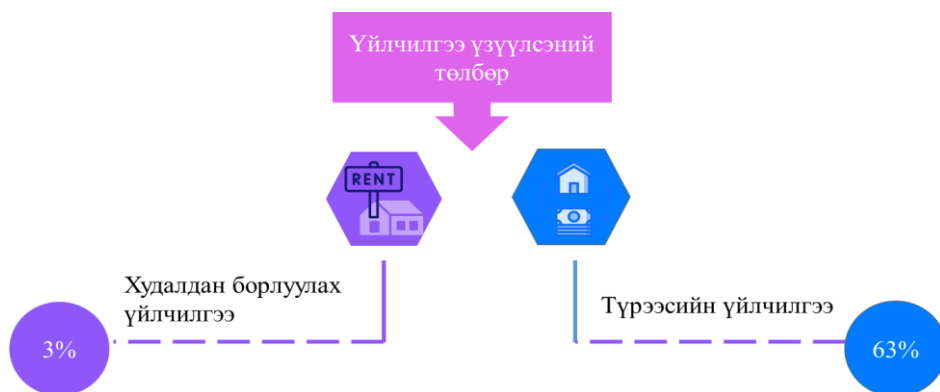 Үйлчилгээ үзүүлсэний
төлбөр
RENT
Худалдан борлуулах
үйлчилгээ
Түрээсийн үйлчилгээ
3%
63%